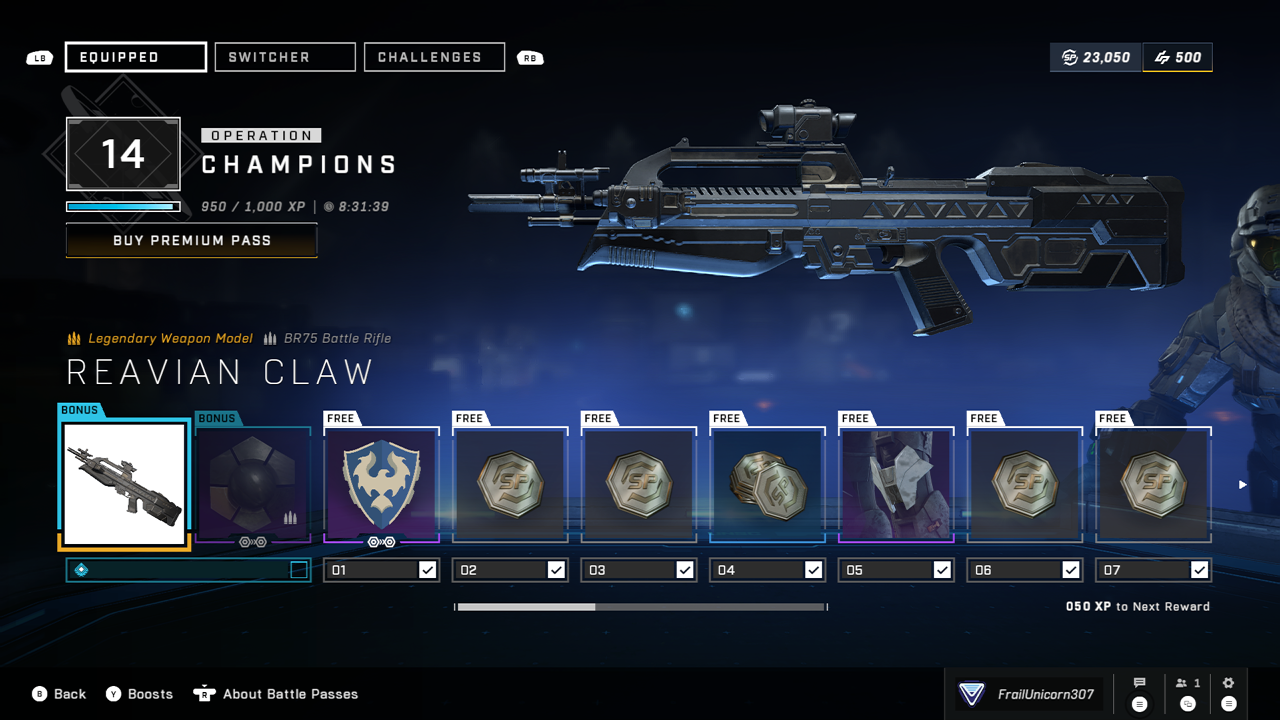 LB EQUIPPED SWITCHER CHALLENGES RB
SP 23,050 500
14
OPERATION
CHAMPIONS
950 / 1,000 XP | 8:31:39
BUY PREMIUM PASS
Legendary Weapon Model BR75 Battle Rifle
REAVIAN CLAW
BONUS BONUS FREE FREE FREE FREE FREE FREE FREE
01 02 03 04 05 06 07
050 XP to Next Reward
B Back Y Boosts R About Battle Passes
FrailUnicorn307 1